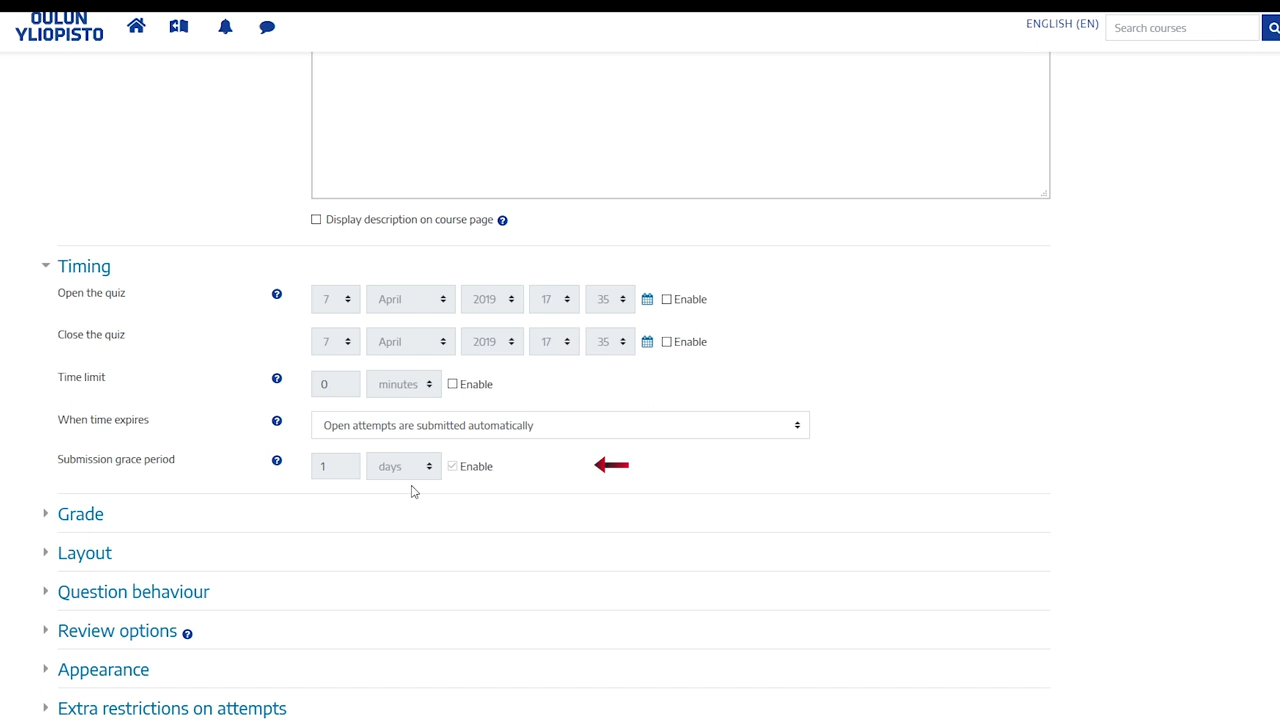 OULUN
YLIOPISTO
ENGLISH (EN)
Search courses
Display description on course page ?
Timing
Open the quiz ? 7 April 2019 17 35 Enable
Close the quiz 7 April 2019 17 35 Enable
Time limit ? 0 minutes Enable
When time expires ? Open attempts are submitted automatically
Submission grace period ? 1 days Enable
Grade
Layout
Question behaviour
Review options ?
Appearance
Extra restrictions on attempts